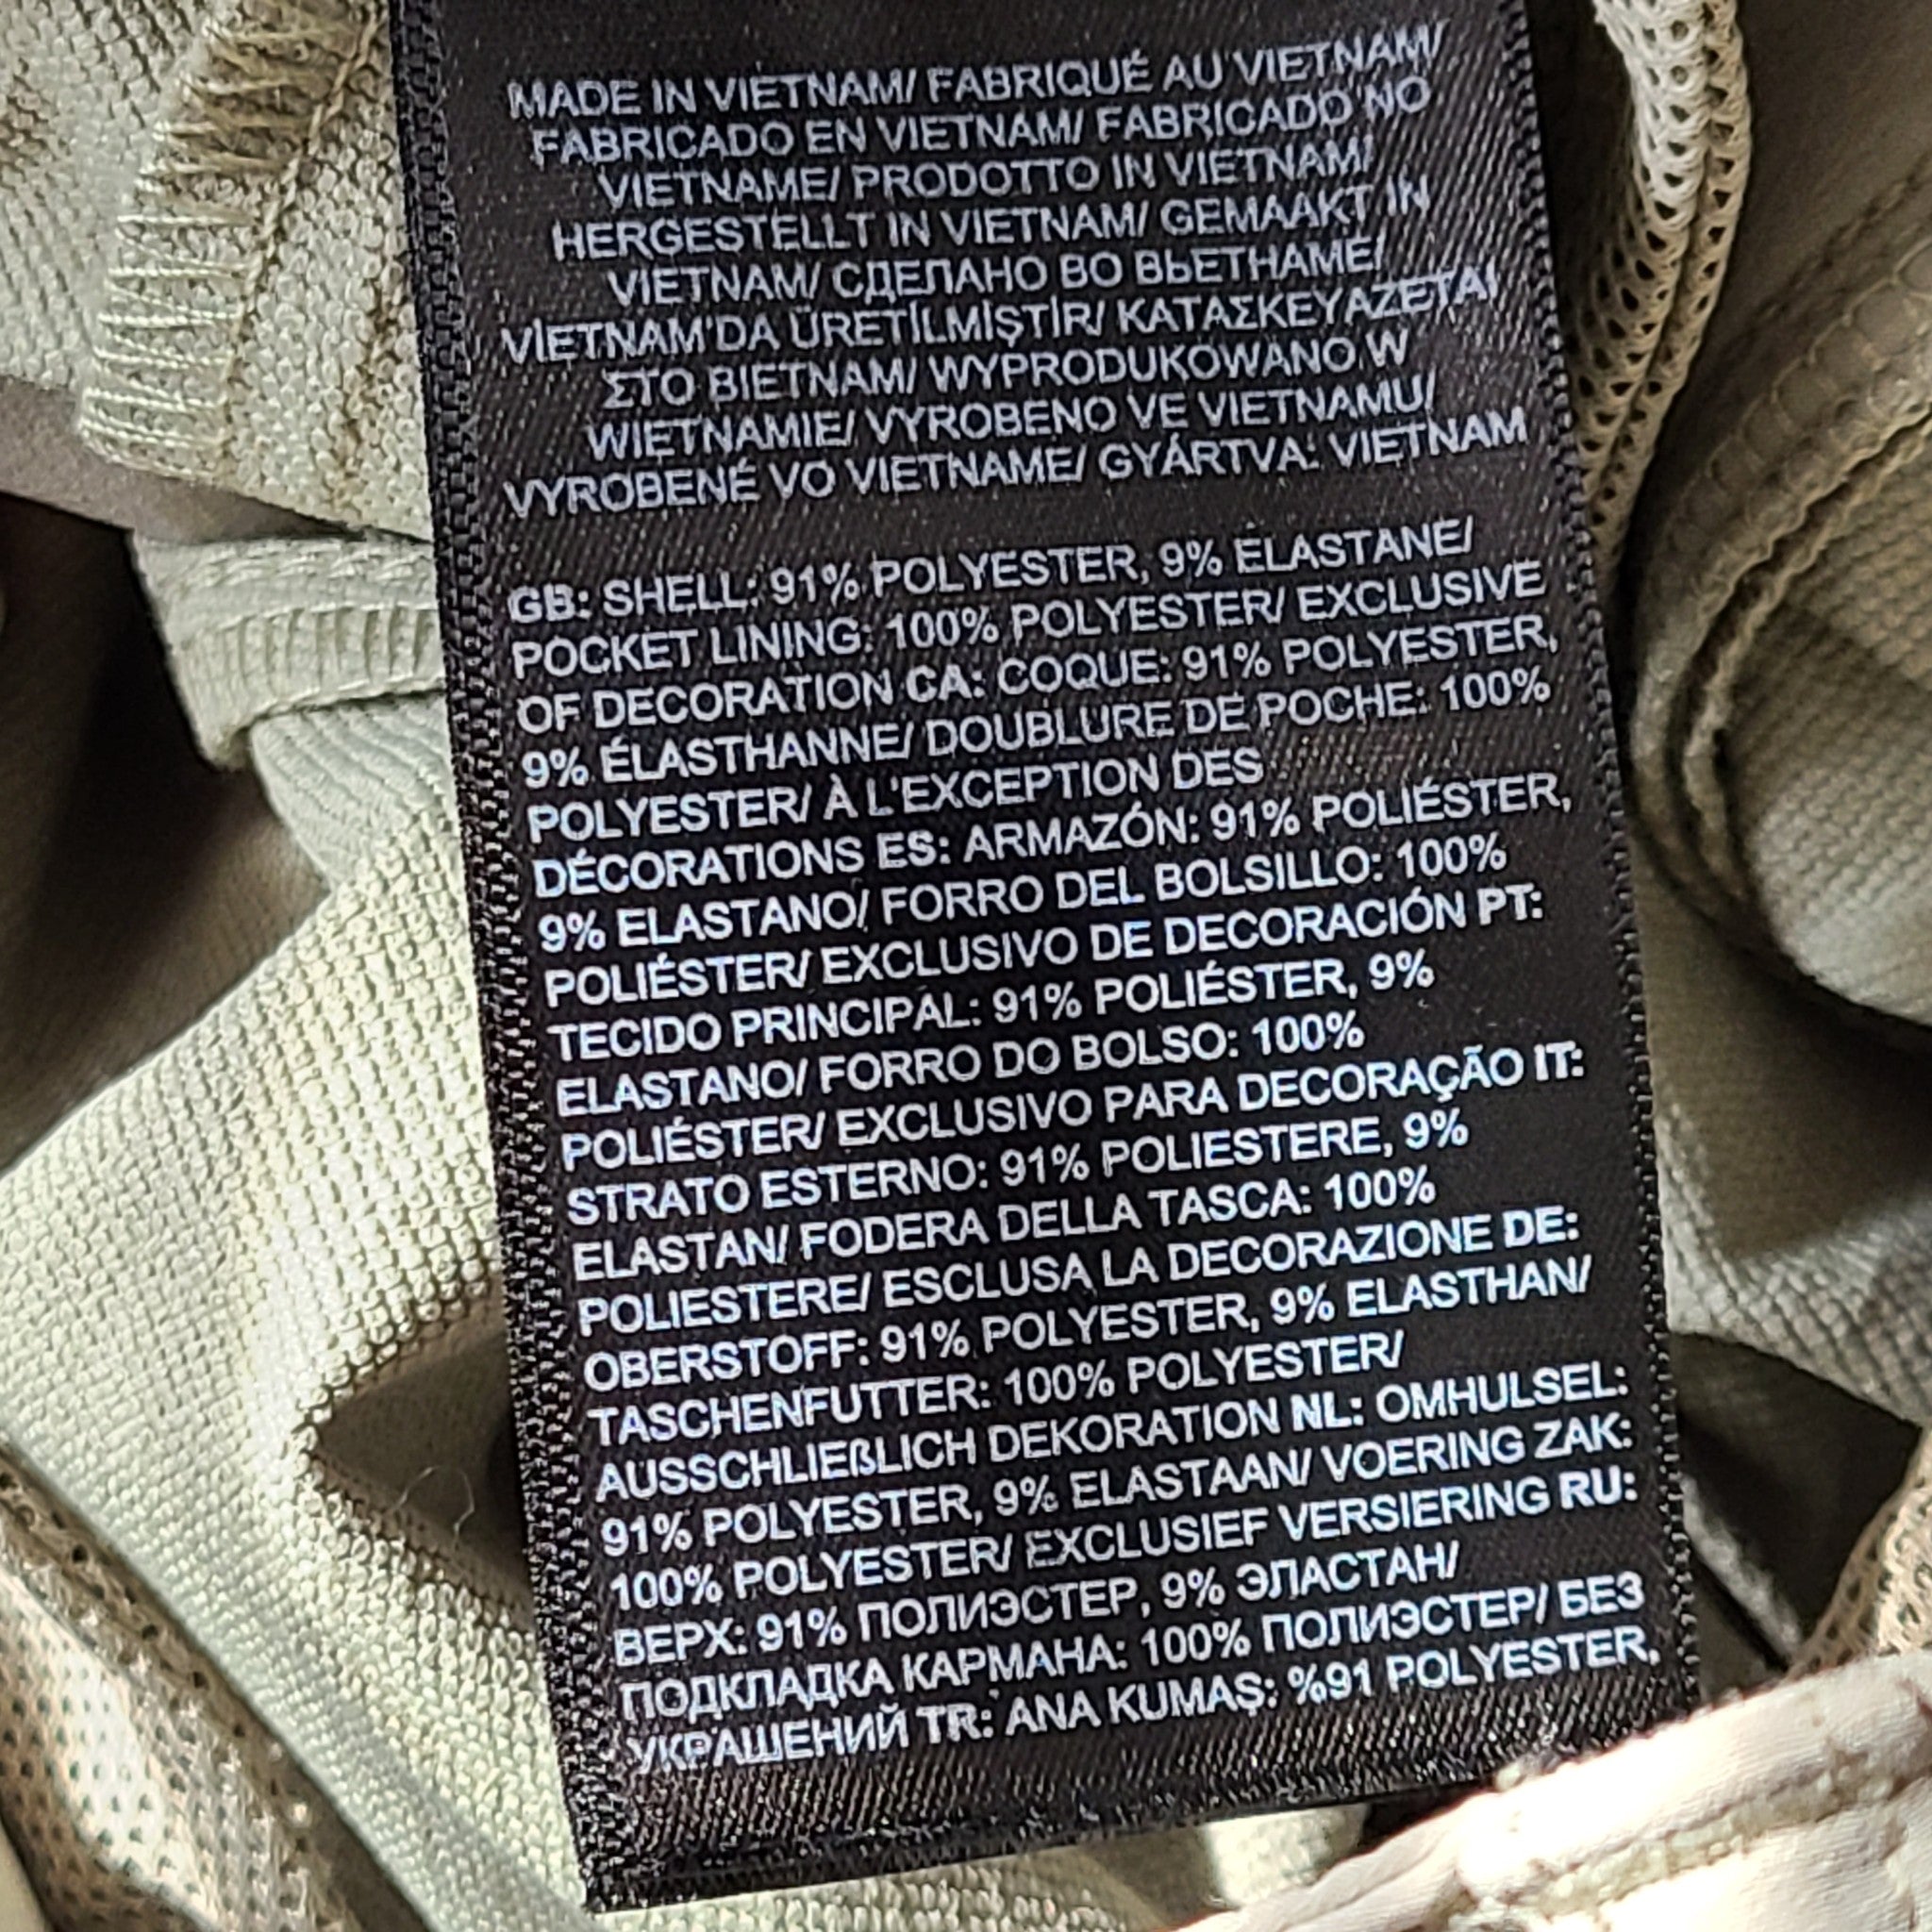 MADE IN VIETNAM/ FABRIQUÉ AU VIETNAM/
FABRICADO EN VIETNAM/ FABRICADO NO
VIETNAME/ PRODOTTO IN VIETNAM/
HERGESTELLT IN VIETNAM/ GEMAAKT IN
VIETNAM/ СДЕЛАНО ВО ВЬЕТНАМЕ/
VİETNAM'DA ÜRETİLMİŞTİR/ ΚΑΤΑΣΚΕΥΑΖΕΤΑΙ
ΣΤΟ ΒΙΕΤΝΑΜ/ WYPRODUKOWANO W
WIETNAMIE/ VYROBENO VE VIETNAMU/
VYROBENÉ VO VIETNAME/ GYÁRTVA: VIETNAM
GB: SHELL: 91% POLYESTER, 9% ELASTANE/
POCKET LINING: 100% POLYESTER/ EXCLUSIVE
OF DECORATION CA: COQUE: 91% POLYESTER,
9% ÉLASTHANNE/ DOUBLURE DE POCHE: 100%
POLYESTER/ À L'EXCEPTION DES
DÉCORATIONS ES: ARMAZÓN: 91% POLIÉSTER,
9% ELASTANO/ FORRO DEL BOLSILLO: 100%
POLIÉSTER/ EXCLUSIVO DE DECORACIÓN PT:
TECIDO PRINCIPAL: 91% POLIÉSTER, 9%
ELASTANO/ FORRO DO BOLSO: 100%
POLIÉSTER/ EXCLUSIVO PARA DECORAÇÃO IT:
STRATO ESTERNO: 91% POLIESTERE, 9%
ELASTAN/ FODERA DELLA TASCA: 100%
POLIESTERE/ ESCLUSA LA DECORAZIONE DE:
OBERSTOFF: 91% POLYESTER, 9% ELASTHAN/
TASCHENFUTTER: 100% POLYESTER/
AUSSCHLIEßLICH DEKORATION NL: OMHULSEL:
91% POLYESTER, 9% ELASTAAN/ VOERING ZAK:
100% POLYESTER/ EXCLUSIEF VERSIERING RU:
ВЕРХ: 91% ПОЛИЭСТЕР, 9% ЭЛАСТАН/
ПОДКЛАДКА КАРМАНА: 100% ПОЛИЭСТЕР/ БЕЗ
УКРАШЕНИЙ TR: ANA KUMAŞ: %91 POLYESTER,